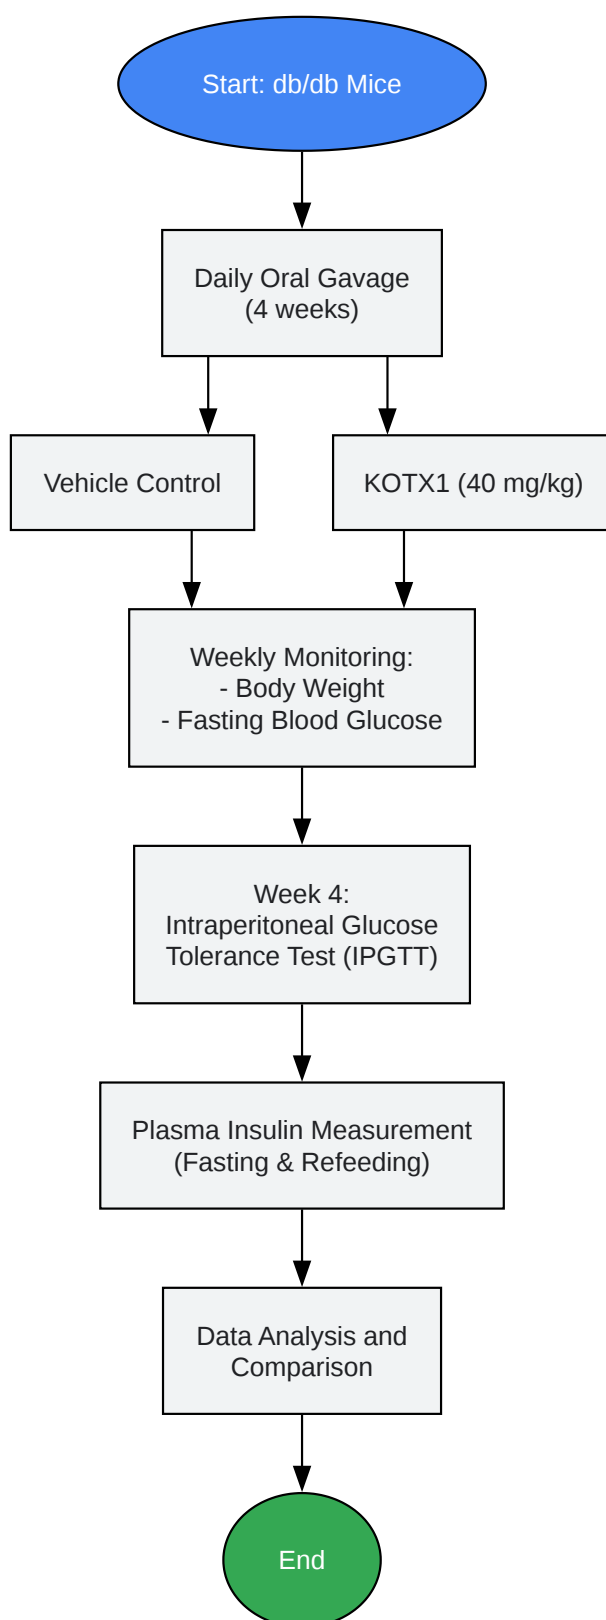 Start: db/db Mice
Daily Oral Gavage
(4 weeks)
Vehicle Control
KOTX1 (40 mg/kg)
Weekly Monitoring:
- Body Weight
- Fasting Blood Glucose
Week 4:
Intraperitoneal Glucose
Tolerance Test (IPGTT)
Plasma Insulin Measurement
(Fasting & Refeeding)
Data Analysis and
Comparison
End